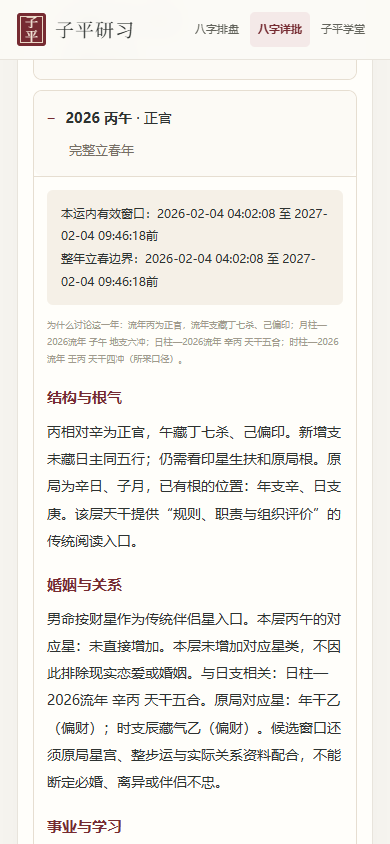 子平
子平研习
八字排盘
八字详批
子平学堂
– 2026 丙午 · 正官
完整立春年
本运内有效窗口：2026-02-04 04:02:08 至 2027-
02-04 09:46:18前
整年立春边界：2026-02-04 04:02:08 至 2027-
02-04 09:46:18前
为什么讨论这一年：流年丙为正官，流年支藏丁七杀、己偏印；月柱—
2026流年 子午 地支六冲；日柱—2026流年 辛丙 天干五合；时柱—2026
流年 壬丙 天干四冲（所采口径）。
结构与根气
丙相对辛为正官，午藏丁七杀、己偏印。新增支
未藏日主同五行；仍需看印星生扶和原局根。原
局为辛日、子月，已有根的位置：年支辛、日支
庚。该层天干提供“规则、职责与组织评价”的
传统阅读入口。
婚姻与关系
男命按财星作为传统伴侣星入口。本层丙午的对
应星：未直接增加。本层未增加对应星类，不因
此排除现实恋爱或婚姻。与日支相关：日柱—
2026流年 辛丙 天干五合。原局对应星：年干乙
（偏财）；时支辰藏气乙（偏财）。候选窗口还
须原局星宫、整步运与实际关系资料配合，不能
断定必婚、离异或伴侣不忠。
事业与学习